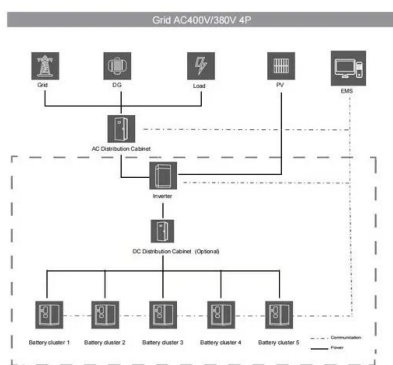 Grid AC400V/380V 4P
Grid
DG
Load
PV
EMS
AC Distribution Cabinet
Inverter
DC Distribution Cabinet (Optional)
Battery cluster 1
Battery cluster 2
Battery cluster 3
Battery cluster 4
Battery cluster 5
Communication
Power